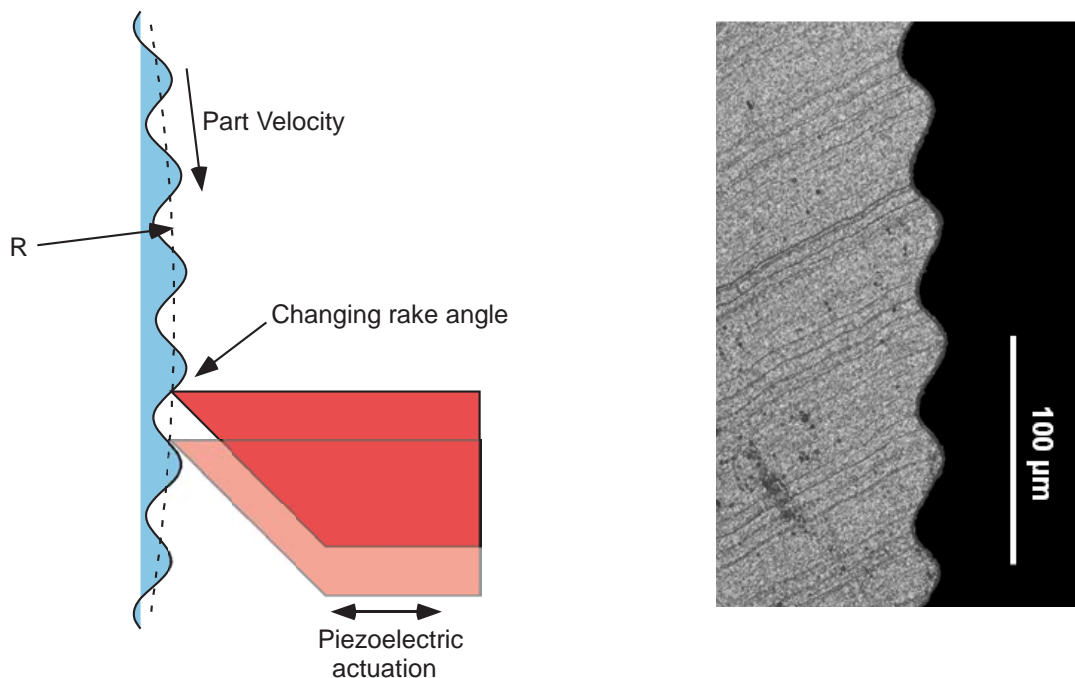 Part Velocity
R
Changing rake angle
Piezoelectric
actuation
100 µm